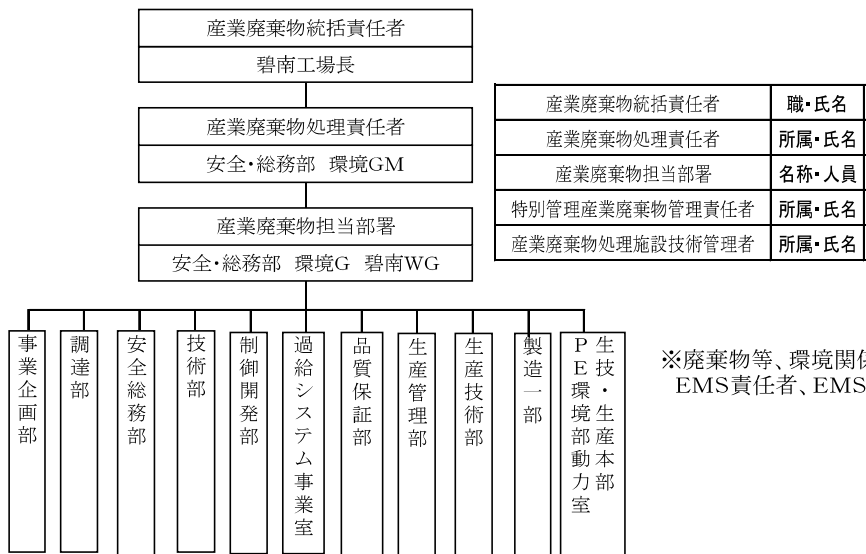 産業廃棄物統括責任者
碧南工場長
産業廃棄物処理責任者
安全・総務部 環境GM
産業廃棄物担当部署
安全・総務部 環境G 碧南WG
事業企画部
調達部
安全総務部
技術部
制御開発部
過給システム事業室
品質保証部
生産管理部
生産技術部
製造一部
生技・生産本部
PE環境部動力室
産業廃棄物統括責任者 職・氏名
産業廃棄物処理責任者 所属・氏名
産業廃棄物担当部署 名称・人員
特別管理産業廃棄物管理責任者 所属・氏名
産業廃棄物処理施設技術管理者 所属・氏名
※廃棄物等、環境関係
EMS責任者、EMS